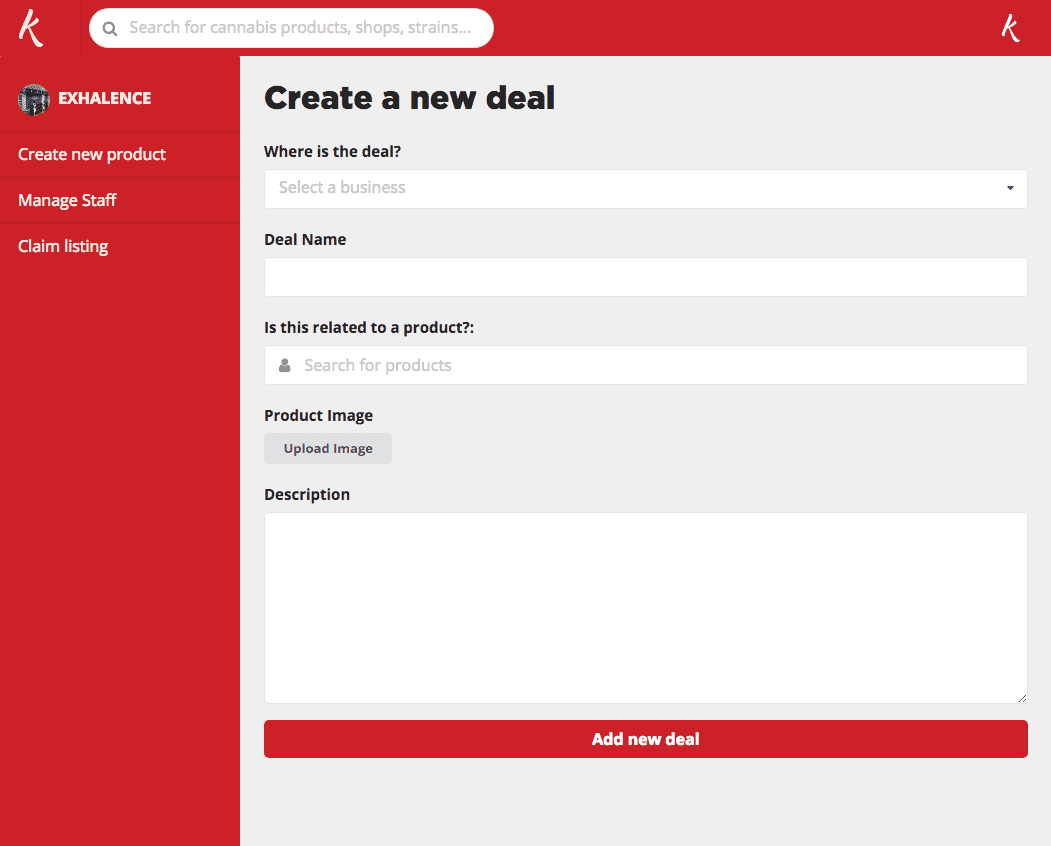 k
Search for cannabis products, shops, strains...
k
EXHALENCE
Create new product
Manage Staff
Claim listing
Create a new deal
Where is the deal?
Select a business
Deal Name
Is this related to a product?:
Search for products
Product Image
Upload Image
Description
Add new deal